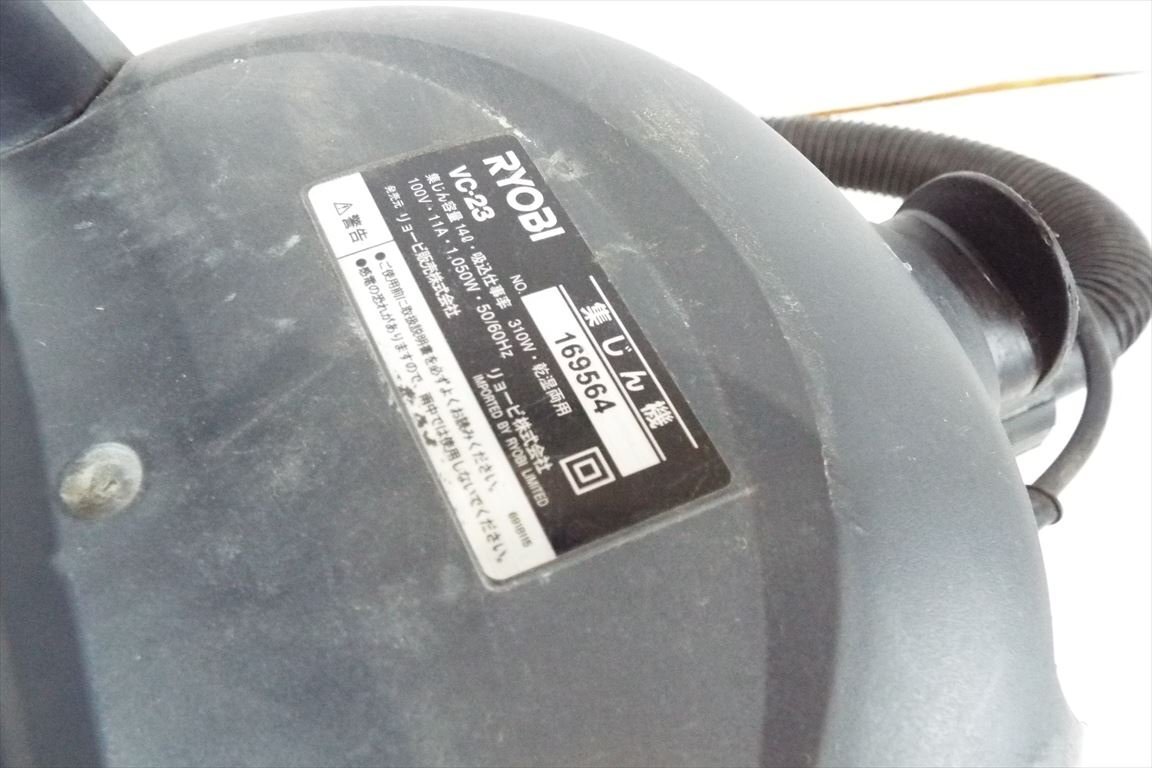 RYOBI
集じん機
VC-23
NO. 169564
集じん容量 14ℓ・吸込仕事率 310W・乾湿両用
100V・11A・1,050W・50/60Hz リョービ株式会社
発売元 リョービ販売株式会社 IMPORTED BY RYOBI LIMITED
⚠警告
●ご使用前に取扱説明書を必ずよくお読みください。
●感電の恐れがありますので、雨中では使用しないでください。
6918115